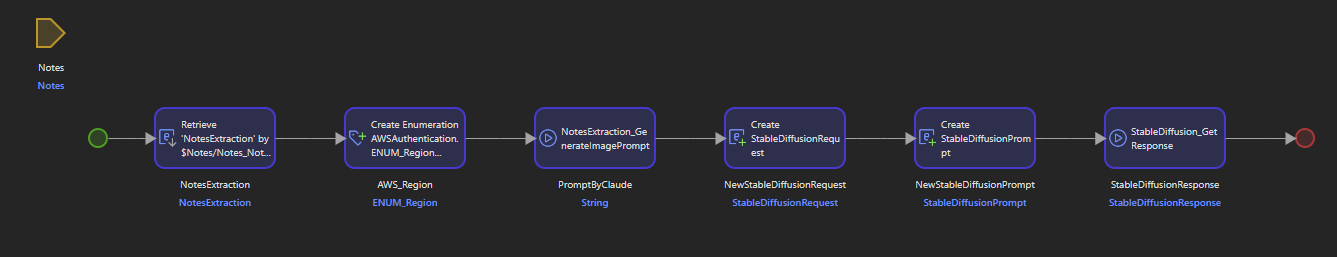 Notes
Notes
Retrieve
'NotesExtraction' by
$Notes/Notes_Not...
NotesExtraction
NotesExtraction
Create Enumeration
AWSAuthentication.
ENUM_Region...
AWS_Region
ENUM_Region
NotesExtraction_Ge
nerateImagePrompt
PromptByClaude
String
Create
StableDiffusionRequ
est
NewStableDiffusionRequest
StableDiffusionRequest
Create
StableDiffusionProm
pt
NewStableDiffusionPrompt
StableDiffusionPrompt
StableDiffusion_Get
Response
StableDiffusionResponse
StableDiffusionResponse